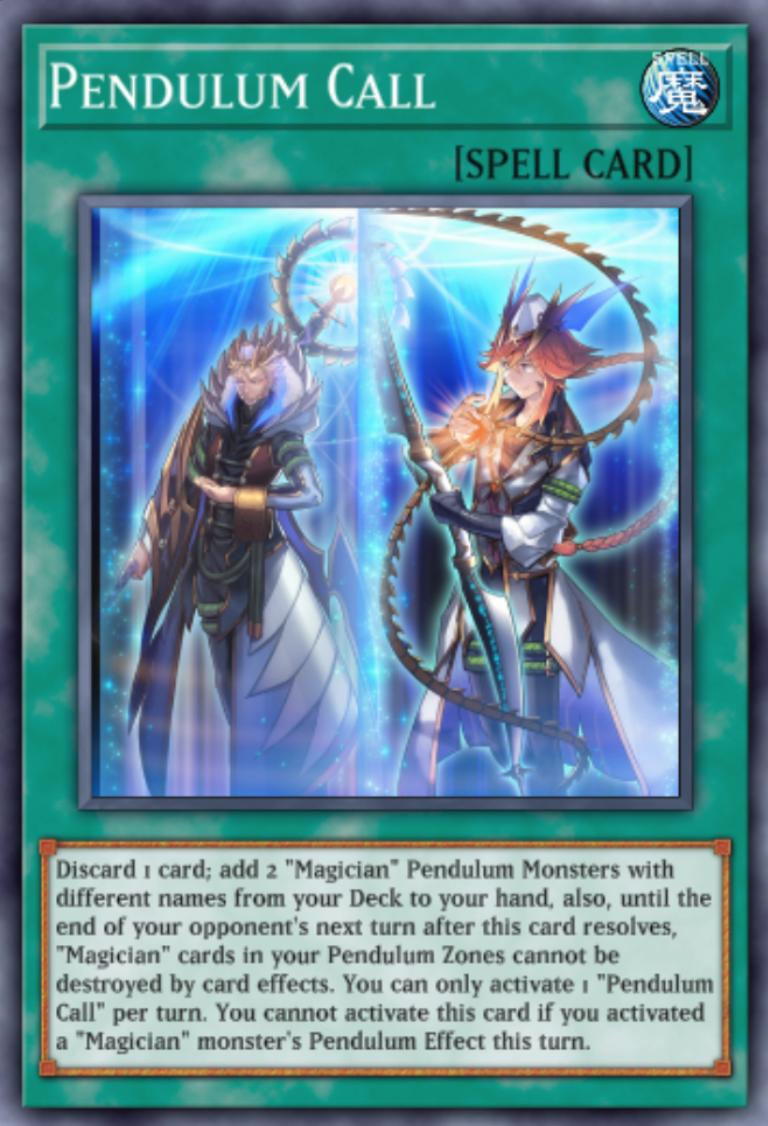 PENDULUM CALL
SPELL
魔
[SPELL CARD]
Discard 1 card; add 2 "Magician" Pendulum Monsters with
different names from your Deck to your hand, also, until the
end of your opponent's next turn after this card resolves,
"Magician" cards in your Pendulum Zones cannot be
destroyed by card effects. You can only activate 1 "Pendulum
Call" per turn. You cannot activate this card if you activated
a "Magician" monster's Pendulum Effect this turn.